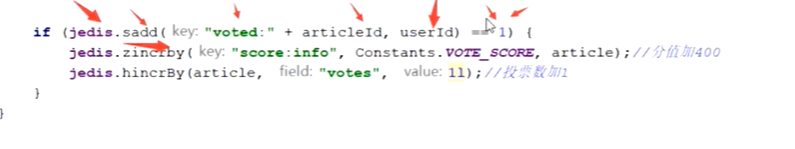 if (jedis.sadd( key: "voted:" + articleId, userId) == 1) {
jedis.zincrby( key: "score:info", Constants.VOTE_SCORE, article);//分值加400
jedis.hincrBy(article, field: "votes", value: 1l);//投票数加1
}
}